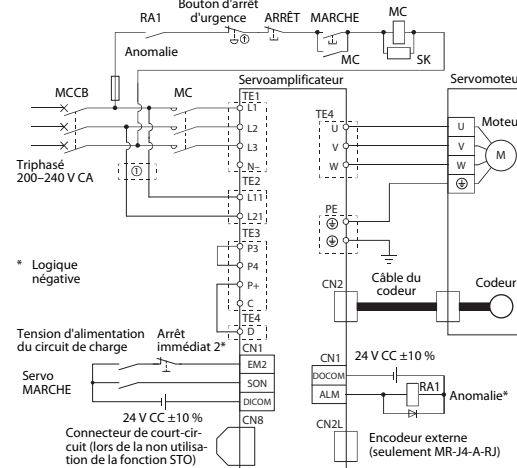 Bouton d'arrêt
d'urgence
RA1
ARRÊT
MARCHE
MC
Anomalie
MC
SK
Servoamplificateur
Servomoteu
MCCB
MC
TE1
L1
L2
L3
N–
Triphasé
200–240 V CA
①
TE2
L11
L21
TE3
P3
P4
P+
C
TE4
D
* Logique
négative
TE4
U
V
W
PE
U
V
W
Moteu
M
CN2
Câble du
codeur
Codeur
Tension d'alimentation
du circuit de charge
Arrêt
immédiat 2*
Servo
MARCHE
24 V CC ±10 %
CN1
EM2
SON
DICOM
CN8
Connecteur de court-cir-
cuit (lors de la non utilisa-
tion de la fonction STO)
CN1
24 V CC ±10 %
DOCOM
ALM
RA1
Anomalie*
CN2L
Encodeur externe
(seulement MR-J4-A-RJ)